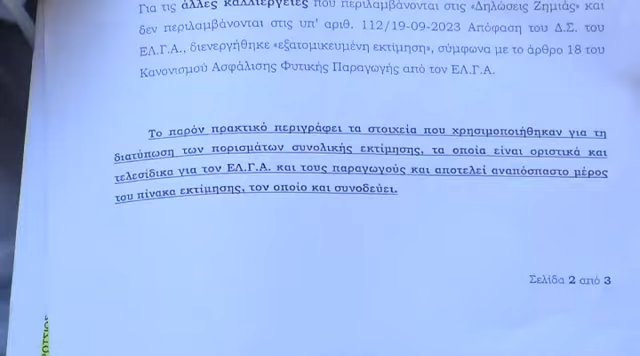 Για τις άλλες καλλιέργειες που περιλαμβάνονται στις «Δηλώσεις Ζημιάς» και
δεν περιλαμβάνονται στις υπ' αριθ. 112/19-09-2023 Απόφαση του Δ.Σ. του
ΕΛ.Γ.Α., διενεργήθηκε «εξατομικευμένη εκτίμηση», σύμφωνα με το άρθρο 18 του
Κανονισμού Ασφάλισης Φυτικής Παραγωγής από τον ΕΛ.Γ.Α.
Το παρόν πρακτικό περιγράφει τα στοιχεία που χρησιμοποιήθηκαν για τη
διατύπωση των πορισμάτων συνολικής εκτίμησης, τα οποία είναι οριστικά και
τελεσίδικα για τον ΕΛ.Γ.Α. και τους παραγωγούς και αποτελεί αναπόσπαστο μέρος
του πίνακα εκτίμησης, τον οποίο και συνοδεύει.
Σελίδα 2 από 3